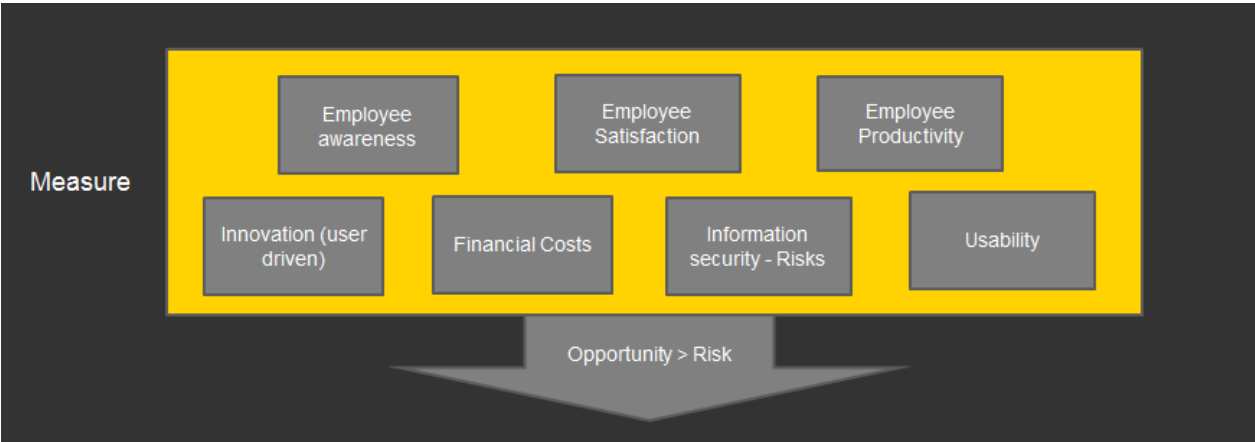 Measure
Employee
awareness
Employee
Satisfaction
Employee
Productivity
Innovation (user
driven)
Financial Costs
Information
security - Risks
Usability
Opportunity > Risk